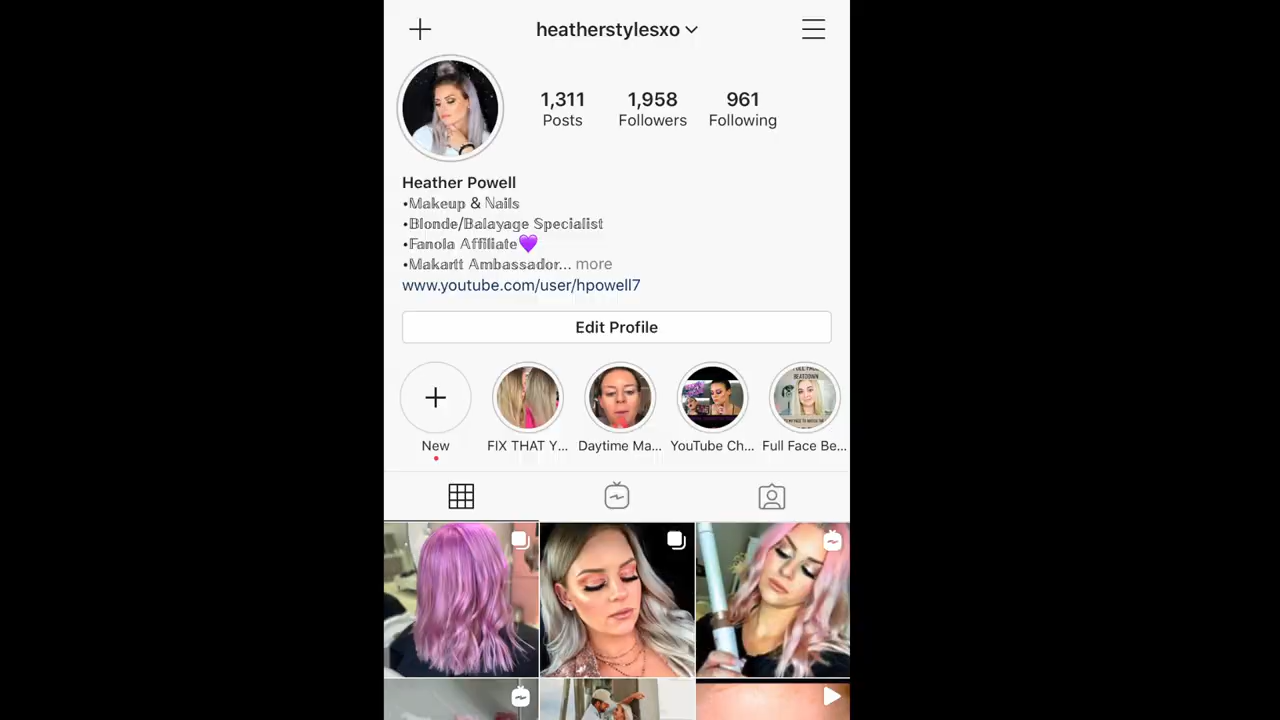 heatherstylesxo
1,311 1,958 961
Posts Followers Following
Heather Powell
•Makeup & Nails
•Blonde/Balayage Specialist
•Fanola Affiliate💜
•Makartt Ambassador... more
www.youtube.com/user/hpowell7
Edit Profile
New FIX THAT Y... Daytime Ma... YouTube Ch... Full Face Be...